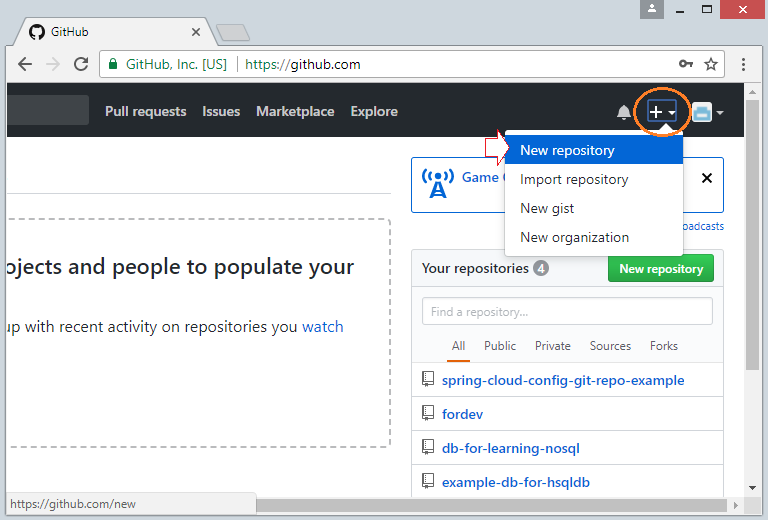 GitHub
GitHub, Inc. [US]
https://github.com
Pull requests Issues Marketplace Explore
New repository
Import repository
New gist
New organization
Game
ojects and people to populate your
up with recent activity on repositories you watch
Your repositories 4
New repository
Find a repository...
All Public Private Sources Forks
spring-cloud-config-git-repo-example
fordev
db-for-learning-nosql
example-db-for-hsqldb
https://github.com/new